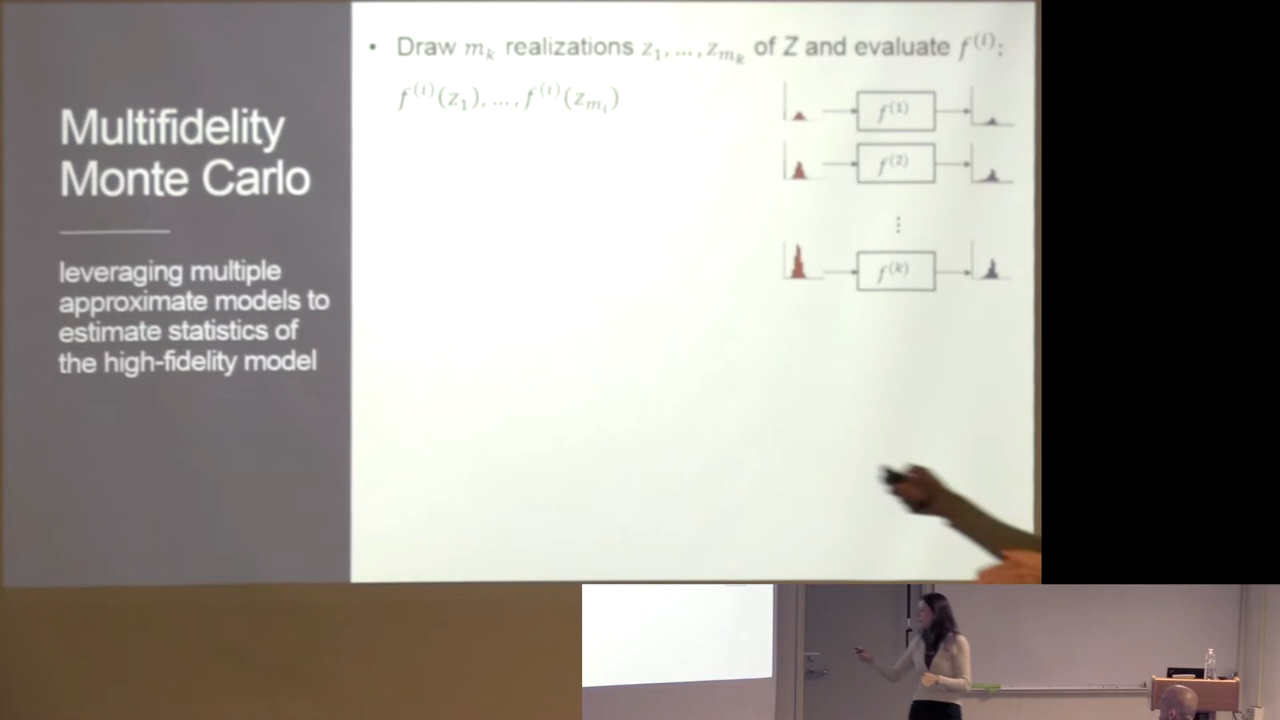 Multifidelity
Monte Carlo
leveraging multiple
approximate models to
estimate statistics of
the high-fidelity model
• Draw m_k realizations z_1, ..., z_{m_k} of Z and evaluate f^{(i)}:
f^{(i)}(z_1), ..., f^{(i)}(z_{m_i})
f^{(1)}
f^{(2)}
⋮
f^{(k)}